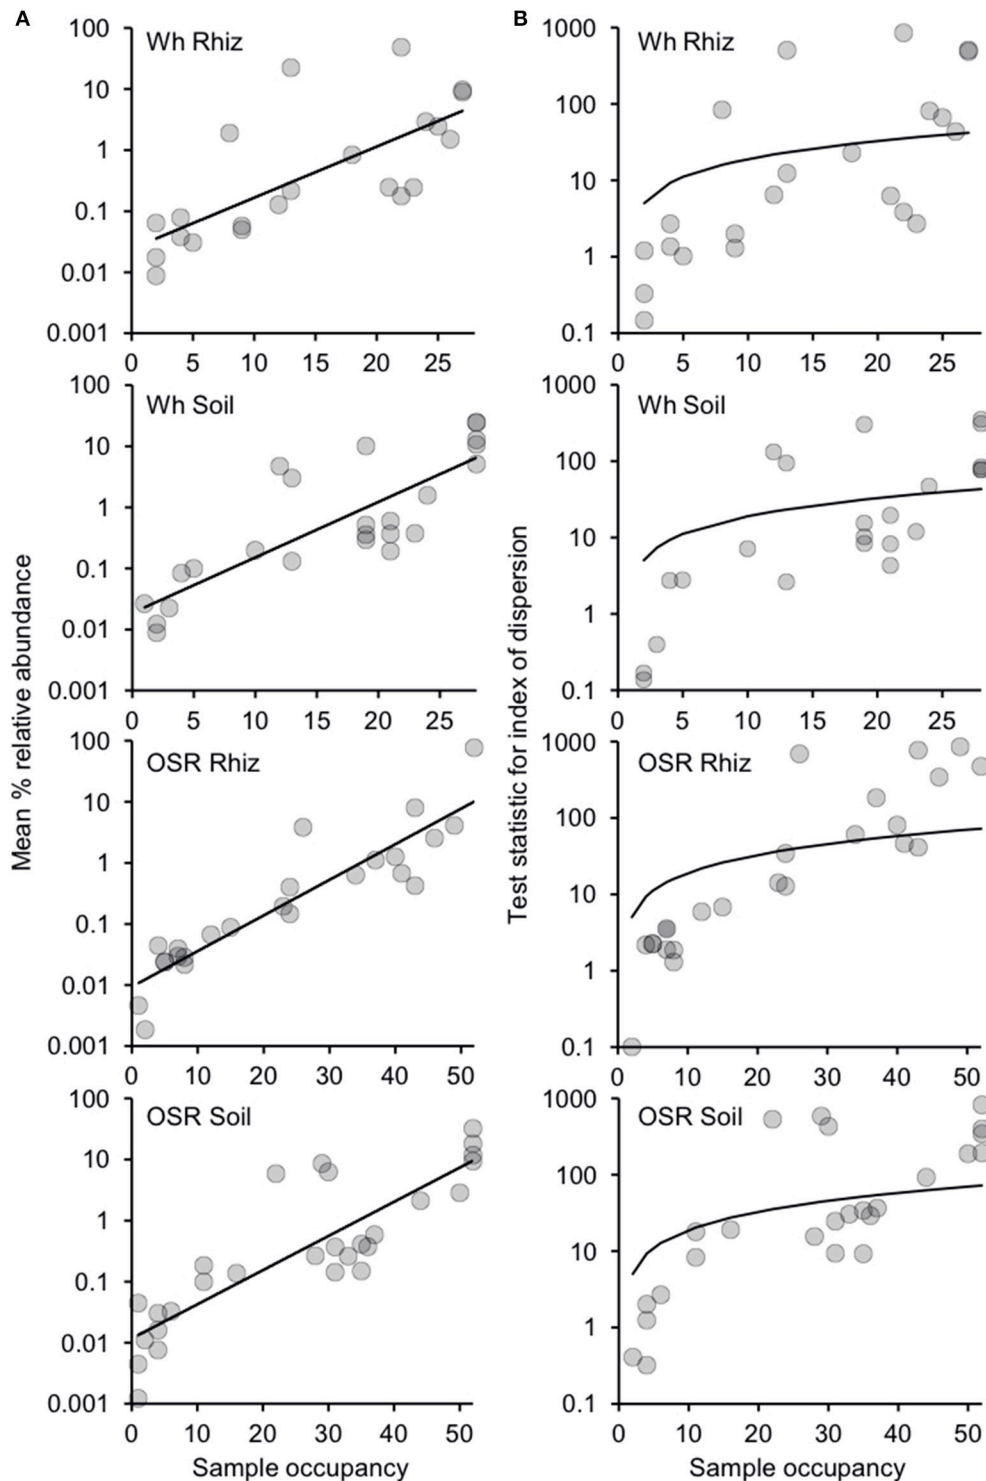 A
B
Mean % relative abundance
Test statistic for index of dispersion
Wh Rhiz
100
10
1
0.1
0.01
0.001
0 5 10 15 20 25
Wh Rhiz
1000
100
10
1
0.1
0 5 10 15 20 25
Wh Soil
100
10
1
0.1
0.01
0.001
0 5 10 15 20 25
Wh Soil
1000
100
10
1
0.1
0 5 10 15 20 25
OSR Rhiz
100
10
1
0.1
0.01
0.001
0 10 20 30 40 50
OSR Rhiz
1000
100
10
1
0.1
0 10 20 30 40 50
OSR Soil
100
10
1
0.1
0.01
0.001
0 10 20 30 40 50
Sample occupancy
OSR Soil
1000
100
10
1
0.1
0 10 20 30 40 50
Sample occupancy